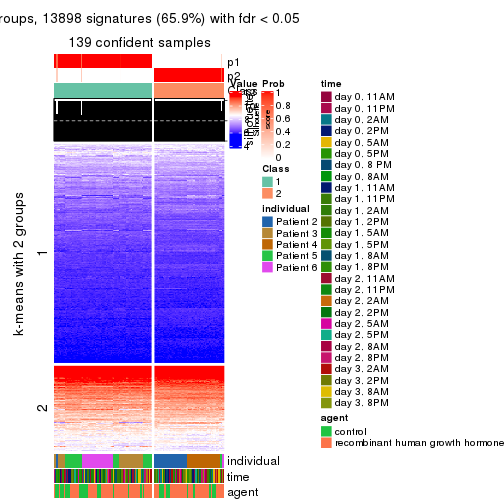 roups, 13898 signatures (65.9%) with fdr < 0.05
139 confident samples
p1
p2
Class
silhouette
score
Value
Prob
1
0.8
0.6
0.4
0.2
0
Class
1
2
individual
Patient 2
Patient 3
Patient 4
Patient 5
Patient 6
time
day 0. 11AM
day 0. 11PM
day 0. 2AM
day 0. 2PM
day 0. 5AM
day 0. 5PM
day 0. 8 PM
day 0. 8AM
day 1. 11AM
day 1. 11PM
day 1. 2AM
day 1. 2PM
day 1. 5AM
day 1. 5PM
day 1. 8AM
day 1. 8PM
day 2. 11AM
day 2. 11PM
day 2. 2AM
day 2. 2PM
day 2. 5AM
day 2. 5PM
day 2. 8AM
day 2. 8PM
day 3. 2AM
day 3. 2PM
day 3. 8AM
day 3. 8PM
agent
control
recombinant human growth hormone
k-means with 2 groups
1
2
individual
time
agent